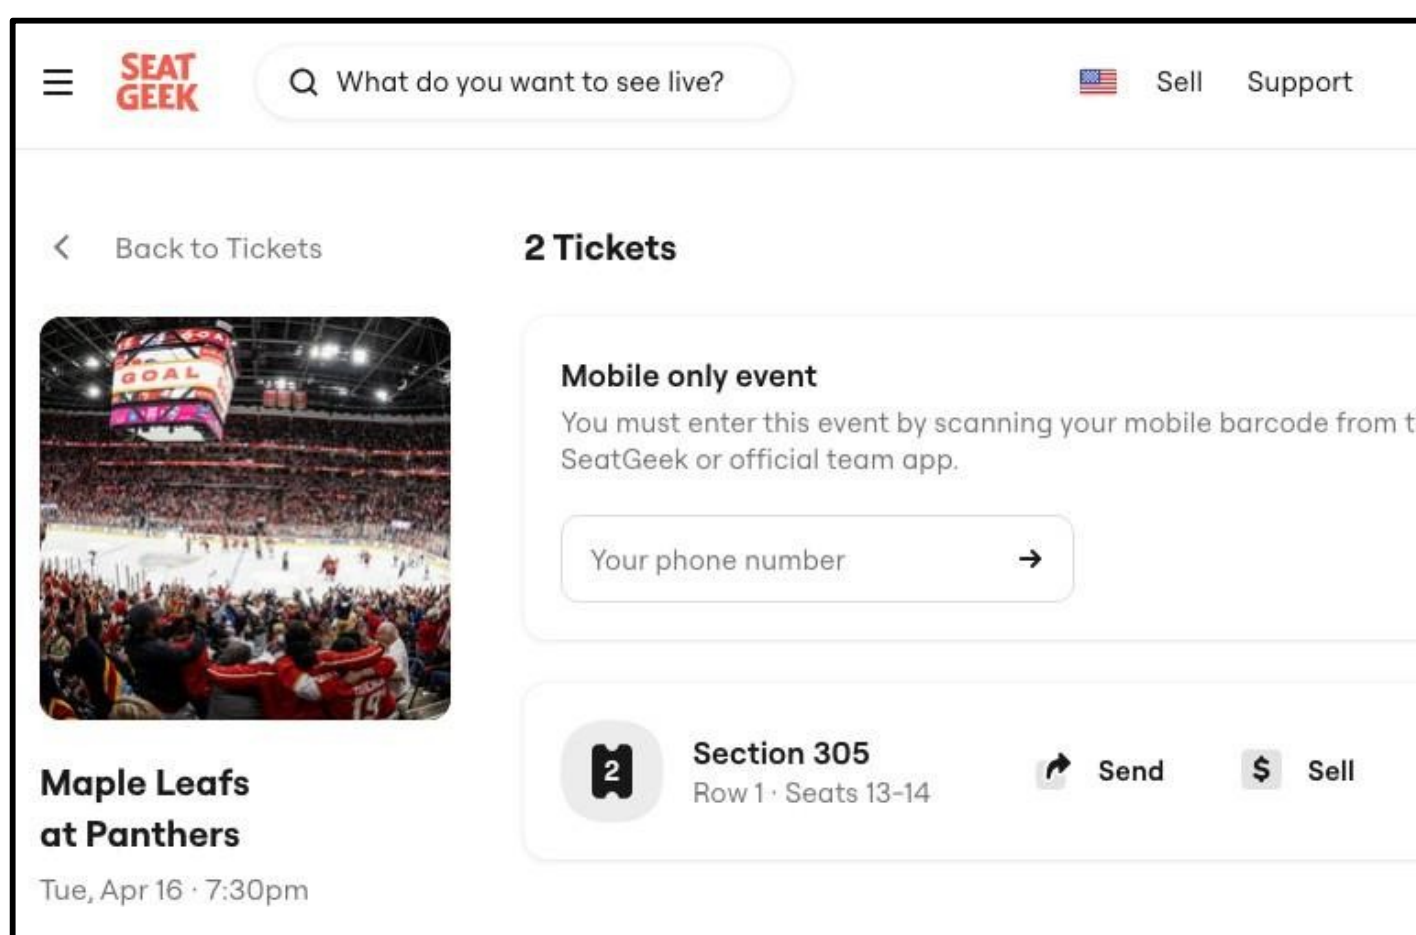 SEAT
GEEK
What do you want to see live?
Sell
Support
Back to Tickets
2 Tickets
GOAL
Mobile only event
You must enter this event by scanning your mobile barcode from t
SeatGeek or official team app.
Your phone number
2
Section 305
Row 1 · Seats 13-14
Send
$ Sell
19
Maple Leafs
at Panthers
Tue, Apr 16 · 7:30pm